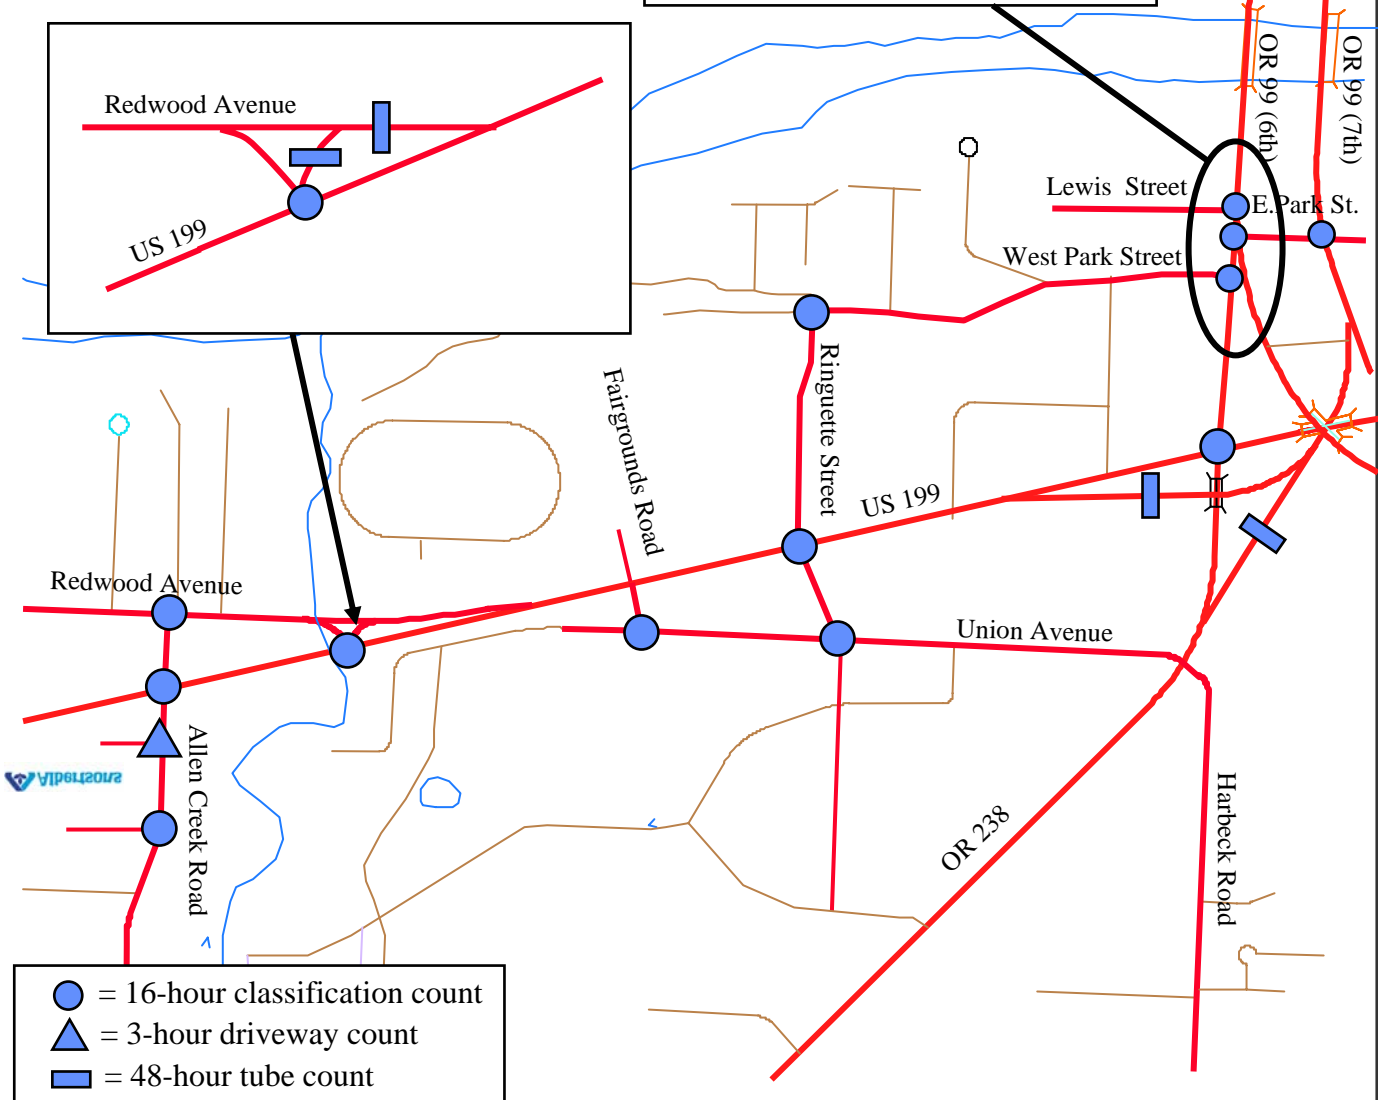 Redwood Avenue
US 199
OR 99 (6th)
OR 99 (7th)
Lewis Street
E.Park St.
West Park Street
Ringuette Street
Fairgrounds Road
US 199
Redwood Avenue
Union Avenue
Allen Creek Road
Albertsons
OR 238
Harbeck Road
= 16-hour classification count
= 3-hour driveway count
= 48-hour tube count